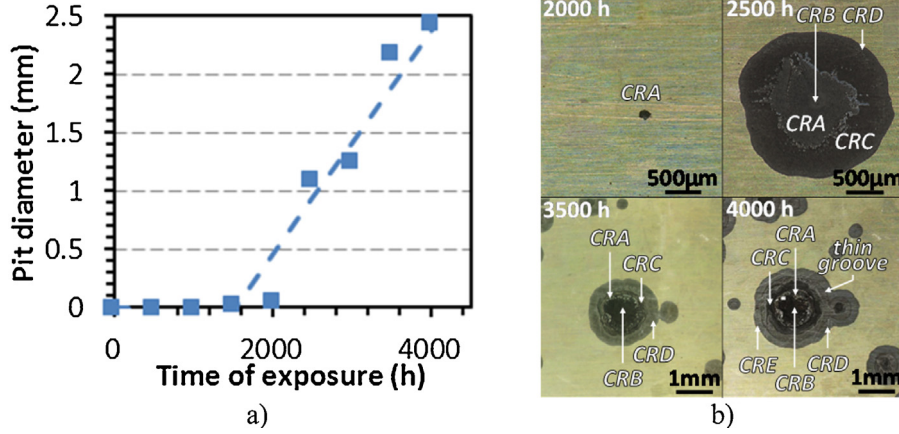 Pit diameter (mm)
2.5
2
1.5
1
0.5
0
0
2000
4000
Time of exposure (h)
a)
2000 h
CRA
500µm
2500 h
CRB CRD
CRA
CRC
500µm
3500 h
CRA
CRC
CRD
CRB
1mm
4000 h
CRA
CRC
thin
groove
CRE
CRD
CRB
1mm
b)